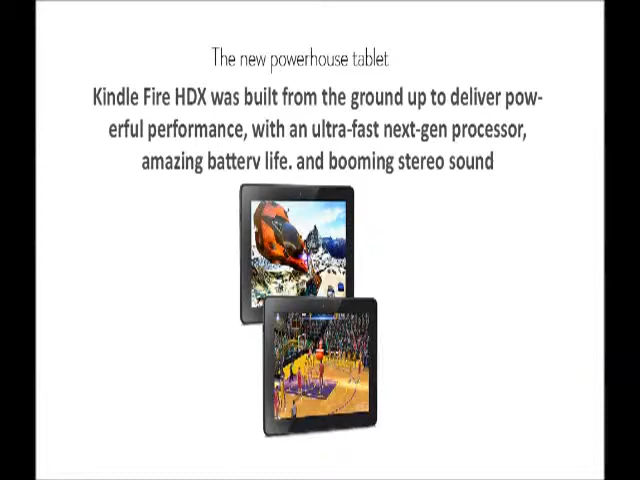 The new powerhouse tablet
Kindle Fire HDX was built from the ground up to deliver pow-
erful performance, with an ultra-fast next-gen processor,
amazing battery life. and booming stereo sound